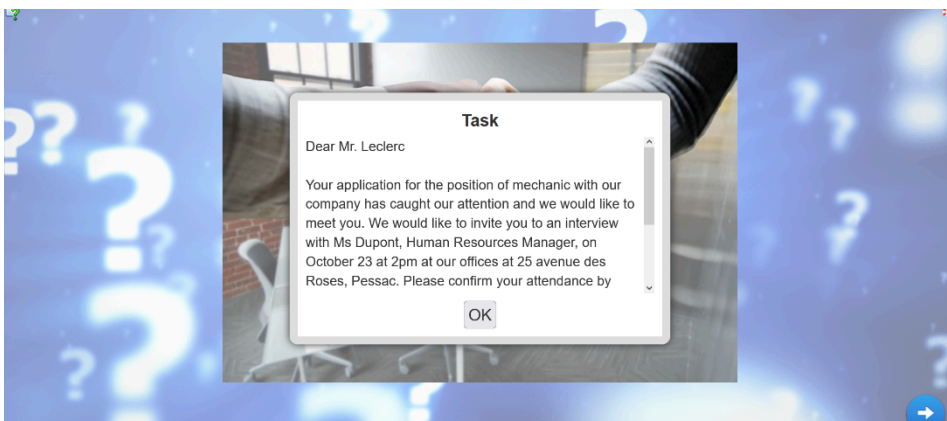 Task
Dear Mr. Leclerc
Your application for the position of mechanic with our
company has caught our attention and we would like to
meet you. We would like to invite you to an interview
with Ms Dupont, Human Resources Manager, on
October 23 at 2pm at our offices at 25 avenue des
Roses, Pessac. Please confirm your attendance by
OK